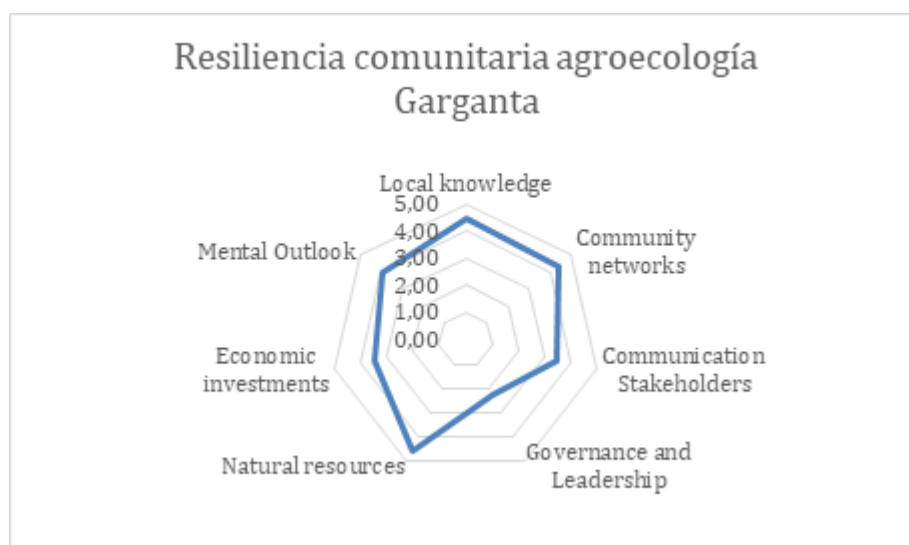 Resiliencia comunitaria agroecología
Garganta
Local knowledge
5,00
4,00
3,00
2,00
1,00
0,00
Community
networks
Communication
Stakeholders
Governance and
Leadership
Natural resources
Economic
investments
Mental Outlook